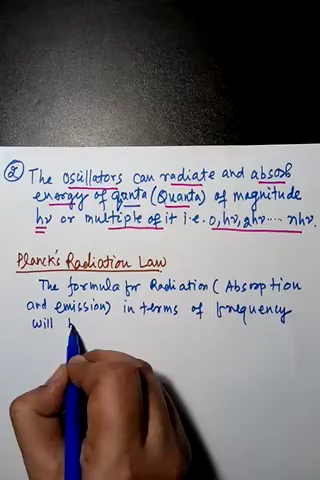 ② The oscillators can radiate and absorb
energy of qanta (Quanta) of magnitude
hν or multiple of it i.e. 0, hν, 2hν.... nhν.
Planck's Radiation Law
The formula for Radiation (Absorption
and emission) in terms of frequency
will